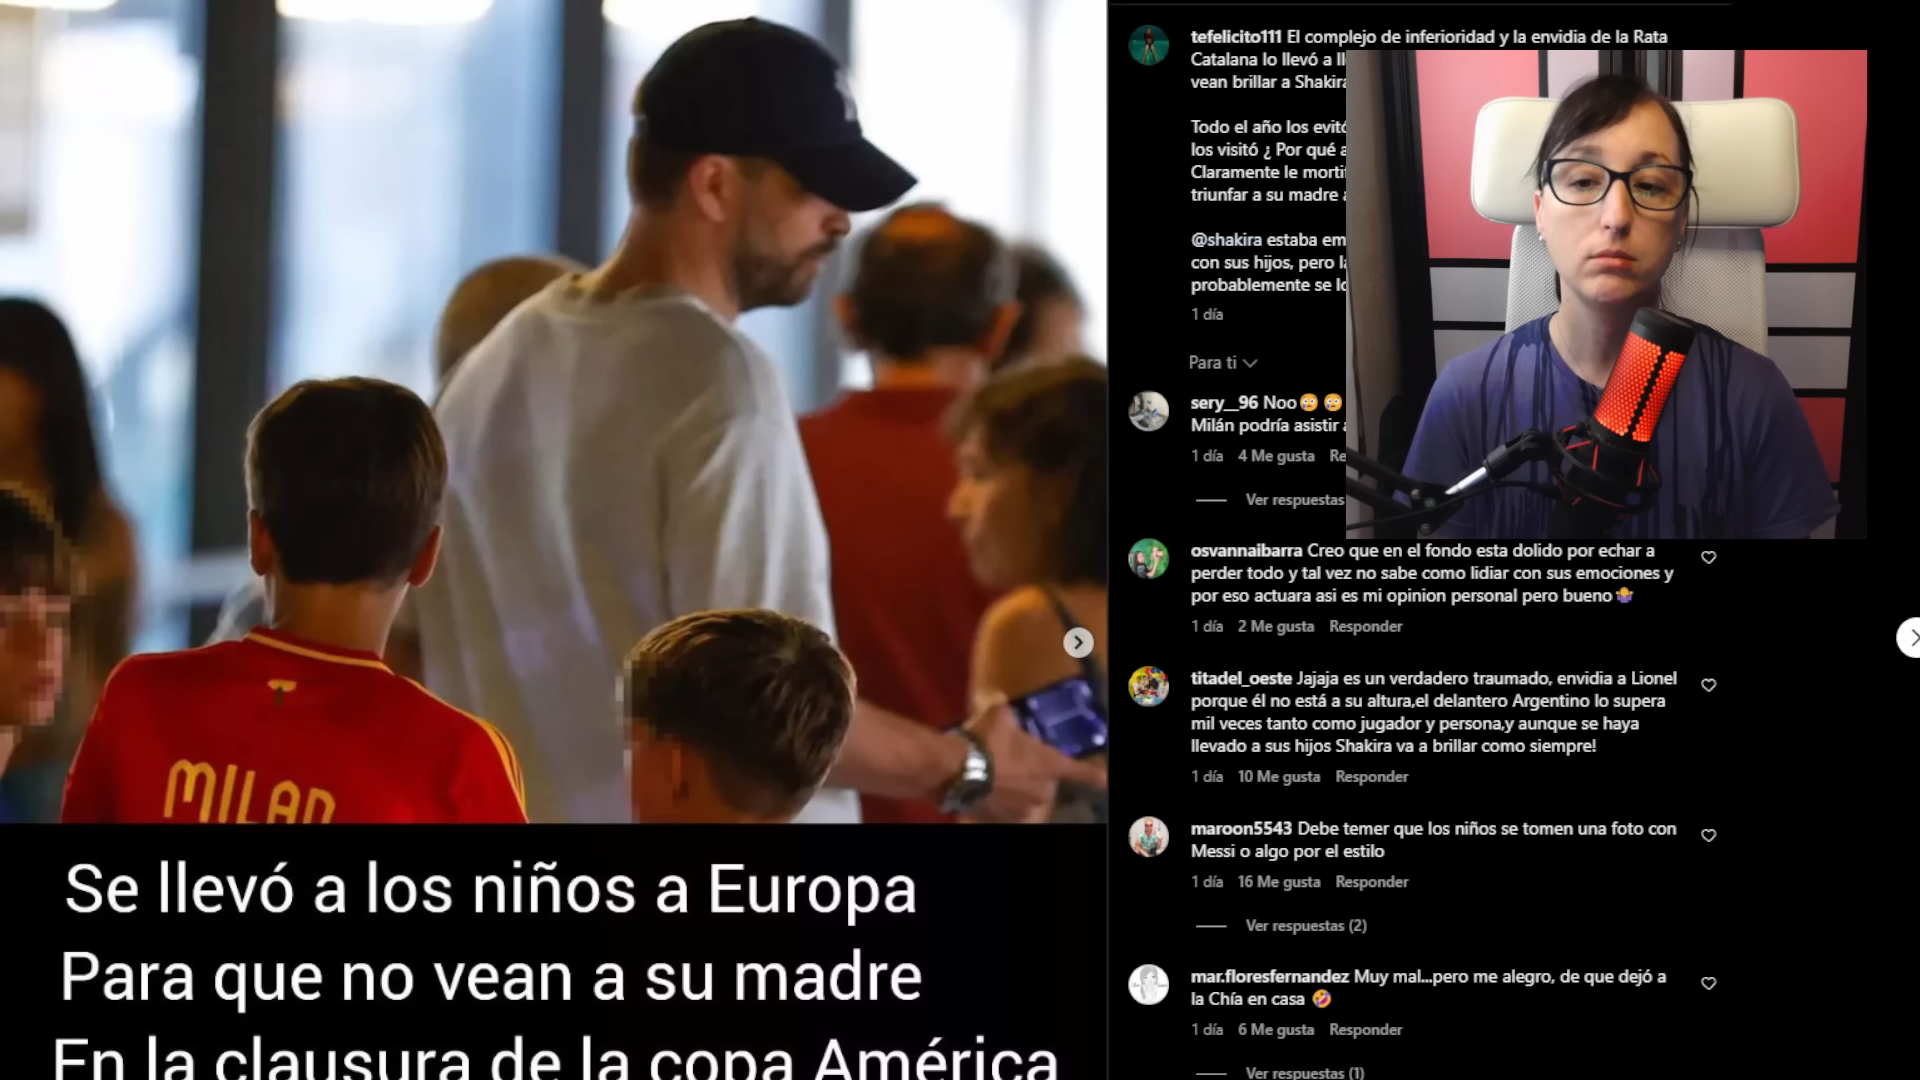 MILAN
Se llevó a los niños a Europa
Para que no vean a su madre
En la clausura de la copa América
tefelicito111 El complejo de inferioridad y la envidia de la Rata
Catalana lo llevó a ll
vean brillar a Shakira
Todo el año los evitó
los visitó ¿ Por qué a
Claramente le mortif
triunfar a su madre
@shakira estaba em
con sus hijos, pero la
probablemente se lo
1 día
Para ti
sery__96 Noo😳 😳
Milán podría asistir
1 día 4 Me gusta Re
Ver respuestas
osvannaibarra Creo que en el fondo esta dolido por echar a
perder todo y tal vez no sabe como lidiar con sus emociones y
por eso actuara asi es mi opinion personal pero bueno🤷‍♀️
1 día 2 Me gusta Responder
titadel_oeste Jajaja es un verdadero traumado, envidia a Lionel
porque él no está a su altura,el delantero Argentino lo supera
mil veces tanto como jugador y persona,y aunque se haya
llevado a sus hijos Shakira va a brillar como siempre!
1 día 10 Me gusta Responder
maroon5543 Debe temer que los niños se tomen una foto con
Messi o algo por el estilo
1 día 16 Me gusta Responder
Ver respuestas (2)
mar.floresfernandez Muy mal...pero me alegro, de que dejó a
la Chía en casa 🤣
1 día 6 Me gusta Responder
Ver respuestas (1)